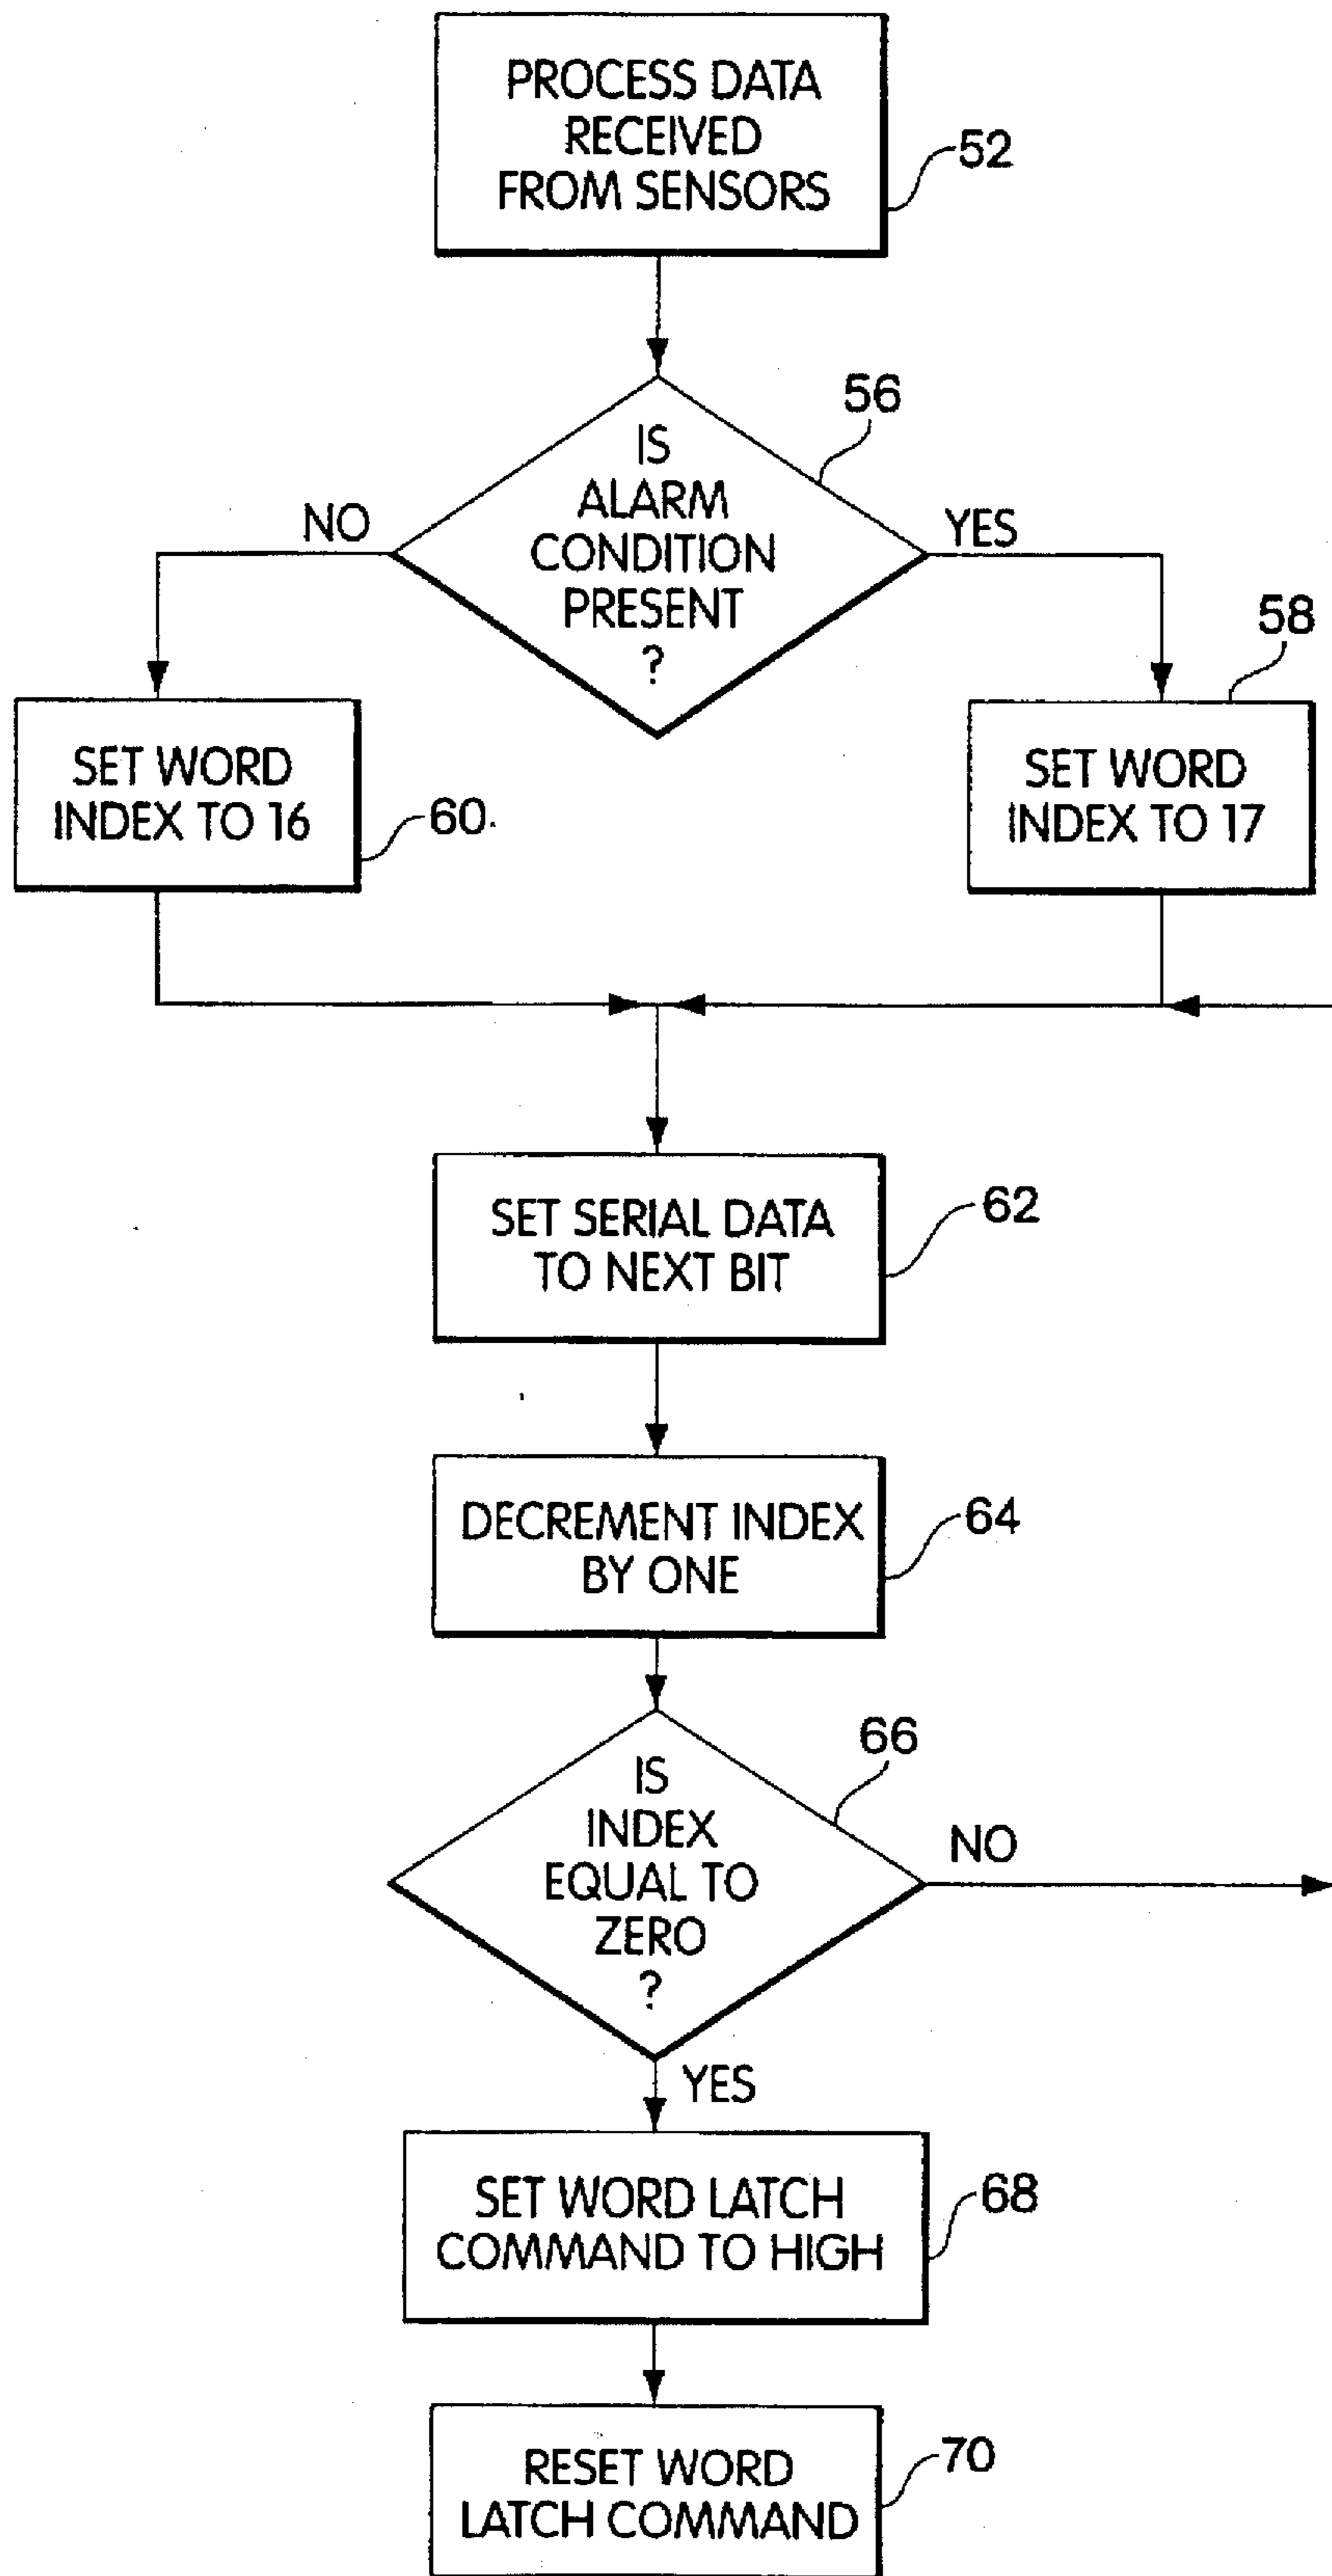 PROCESS DATA
RECEIVED
FROM SENSORS
52
IS
ALARM
CONDITION
PRESENT
?
56
NO
YES
58
SET WORD
INDEX TO 16
60.
SET WORD
INDEX TO 17
SET SERIAL DATA
TO NEXT BIT
62
DECREMENT INDEX
BY ONE
64
IS
INDEX
EQUAL TO
ZERO
?
66
NO
YES
SET WORD LATCH
COMMAND TO HIGH
68
RESET WORD
LATCH COMMAND
70